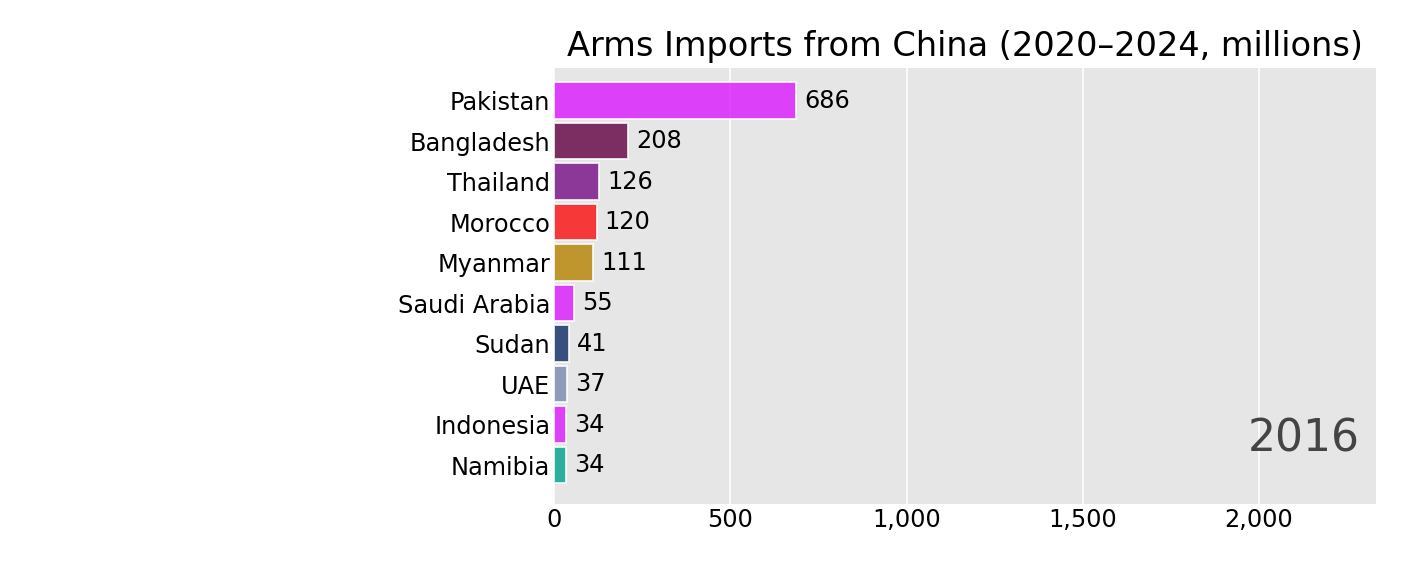 Arms Imports from China (2020–2024, millions)
Pakistan 686
Bangladesh 208
Thailand 126
Morocco 120
Myanmar 111
Saudi Arabia 55
Sudan 41
UAE 37
Indonesia 34
Namibia 34
2016
0 500 1,000 1,500 2,000